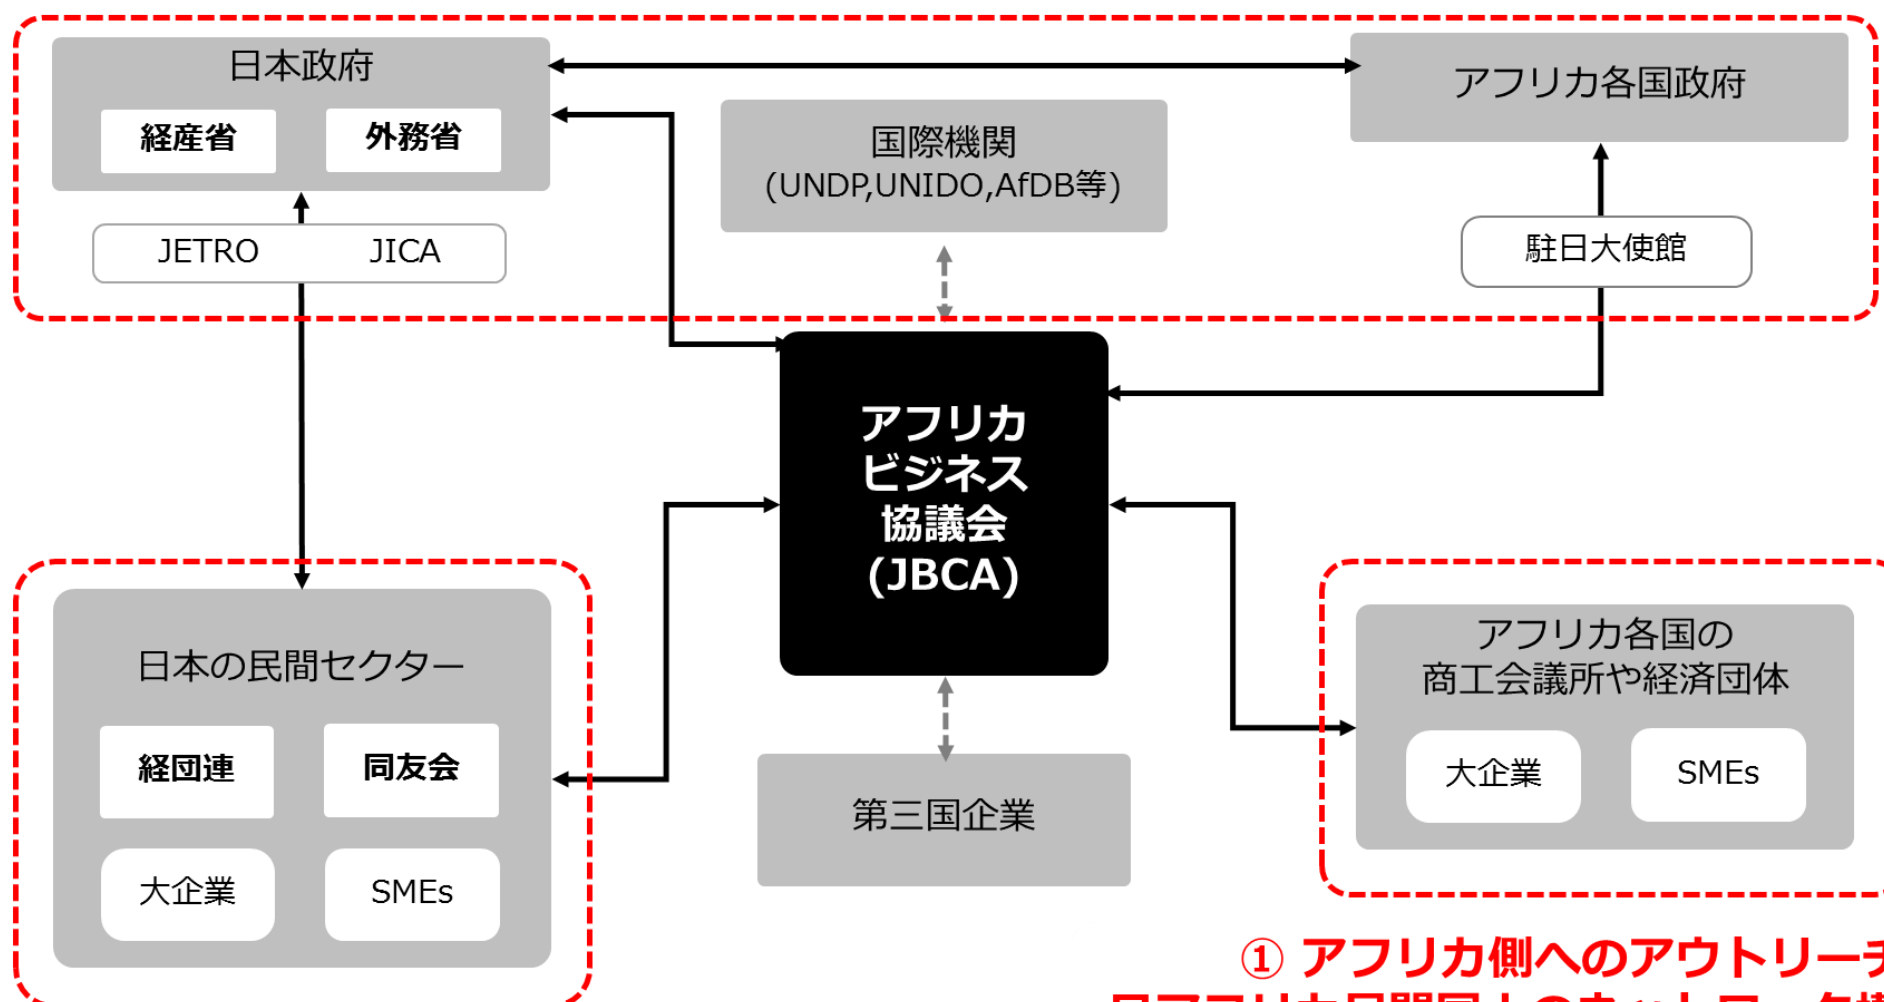 日本政府
経産省
外務省
JETRO
JICA
国際機関
(UNDP,UNIDO,AfDB等)
アフリカ各国政府
駐日大使館
アフリカ
ビジネス
協議会
(JBCA)
日本の民間セクター
経団連
同友会
大企業
SMEs
第三国企業
アフリカ各国の
商工会議所や経済団体
大企業
SMEs
① アフリカ側へのアウトリーチ